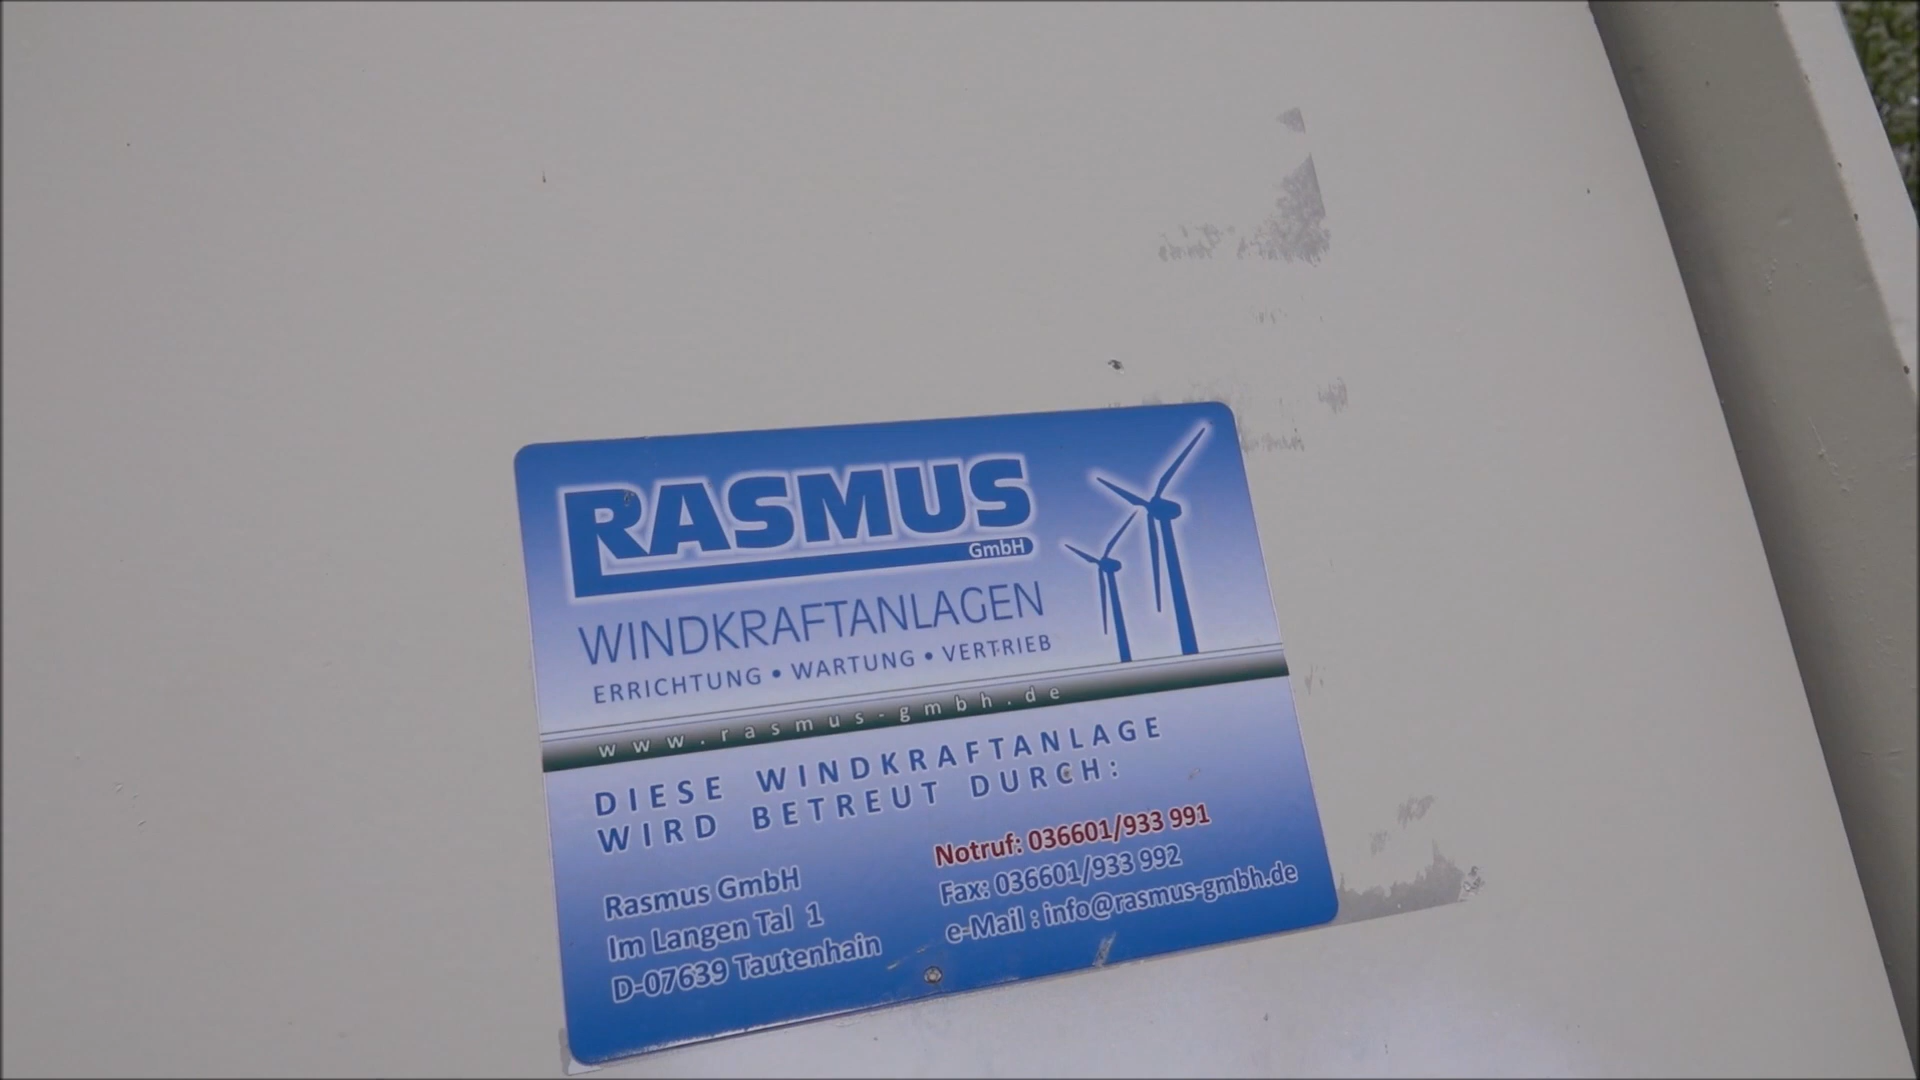 RASMUS
GmbH
WINDKRAFTANLAGEN
ERRICHTUNG • WARTUNG • VERTRIEB
www.rasmus-gmbh.de
DIESE WINDKRAFTANLAGE
WIRD BETREUT DURCH:
Rasmus GmbH
Im Langen Tal 1
D-07639 Tautenhain
Notruf: 036601/933 991
Fax: 036601/933 992
e-Mail : info@rasmus-gmbh.de